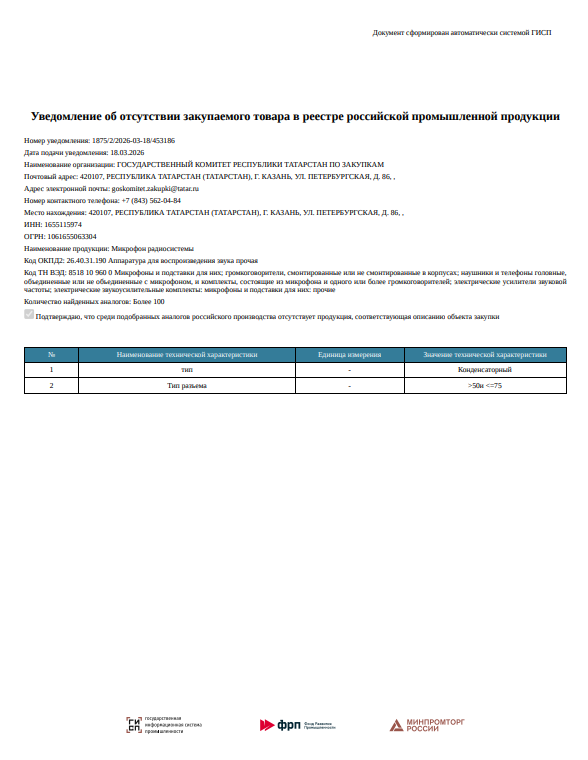 Документ сформирован автоматически системой ГИСП
Уведомление об отсутствии закупаемого товара в реестре российской промышленной продукции
Номер уведомления: 1875/2/2026-03-18/453186
Дата подачи уведомления: 18.03.2026
Наименование организации: ГОСУДАРСТВЕННЫЙ КОМИТЕТ РЕСПУБЛИКИ ТАТАРСТАН ПО ЗАКУПКАМ
Почтовый адрес: 420107, РЕСПУБЛИКА ТАТАРСТАН (ТАТАРСТАН), Г. КАЗАНЬ, УЛ. ПЕТЕРБУРГСКАЯ, Д. 86, ,
Адрес электронной почты: goskomitet.zakupki@tatar.ru
Номер контактного телефона: +7 (843) 562-04-84
Место нахождения: 420107, РЕСПУБЛИКА ТАТАРСТАН (ТАТАРСТАН), Г. КАЗАНЬ, УЛ. ПЕТЕРБУРГСКАЯ, Д. 86, ,
ИНН: 1655115974
ОГРН: 1061655063304
Наименование продукции: Микрофон радиосистемы
Код ОКПД2: 26.40.31.190 Аппаратура для воспроизведения звука прочая
Код ТН ВЭД: 8518 10 960 0 Микрофоны и подставки для них; громкоговорители, смонтированные или не смонтированные в корпусах; наушники и телефоны головные,
объединенные или не объединенные с микрофоном, и комплекты, состоящие из микрофона и одного или более громкоговорителей; электрические усилители звуковой
частоты; электрические звукоусилительные комплекты: микрофоны и подставки для них: прочие
Количество найденных аналогов: Более 100
Подтверждаю, что среди подобранных аналогов российского производства отсутствует продукция, соответствующая описанию объекта закупки
№ Наименование технической характеристики Единица измерения Значение технической характеристики
1 тип - Конденсаторный
2 Тип разъема - >50и <=75
ГИСП
государственная
информационная система
промышленности
фрп
Фонд Развития
Промышленности
МИНПРОМТОРГ
РОССИИ